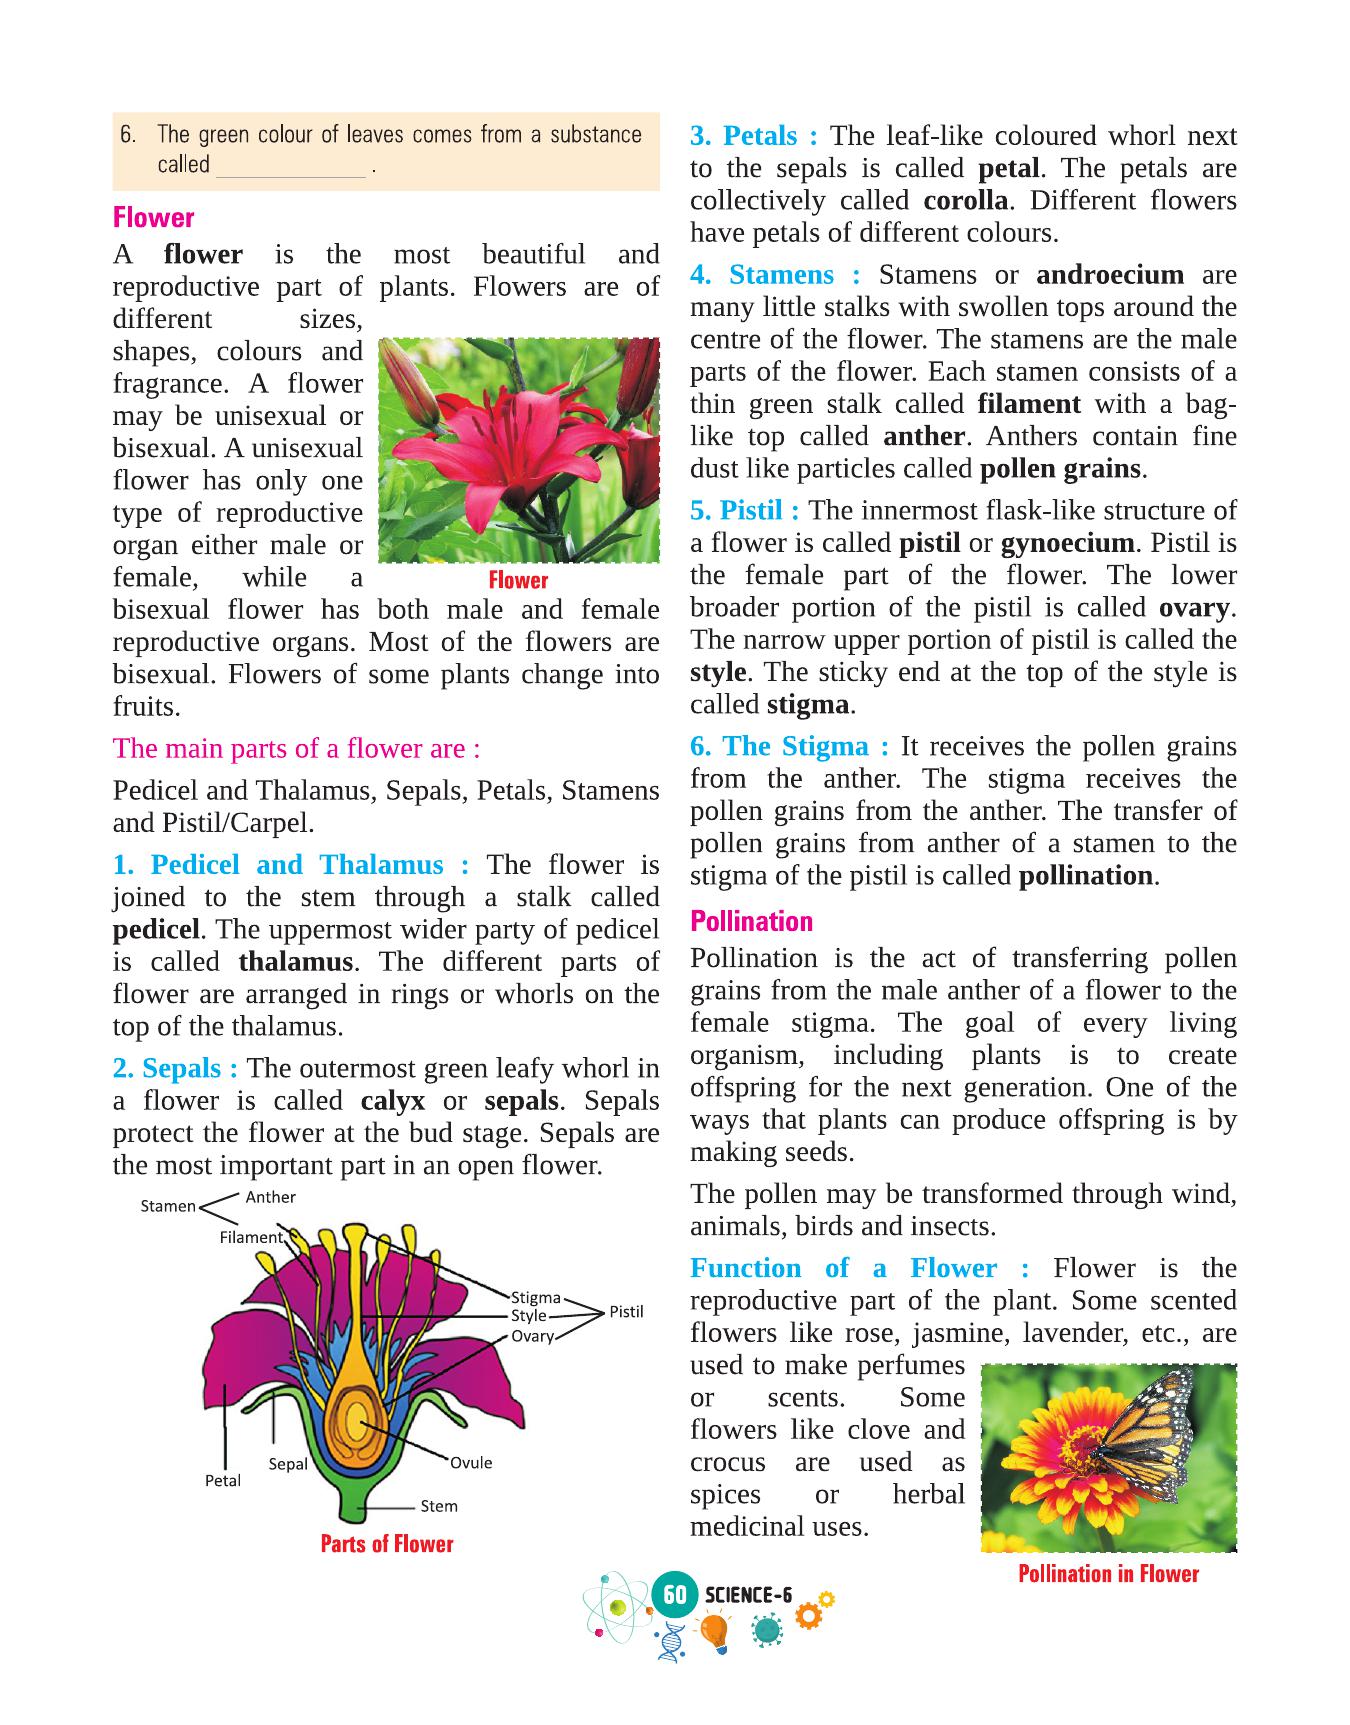 6. The green colour of leaves comes from a substance
called ______________ .
Flower
A flower is the most beautiful and
reproductive part of plants. Flowers are of
different sizes,
shapes, colours and
fragrance. A flower
may be unisexual or
bisexual. A unisexual
flower has only one
type of reproductive
organ either male or
female, while a
Flower
bisexual flower has both male and female
reproductive organs. Most of the flowers are
bisexual. Flowers of some plants change into
fruits.
The main parts of a flower are :
Pedicel and Thalamus, Sepals, Petals, Stamens
and Pistil/Carpel.
1. Pedicel and Thalamus : The flower is
joined to the stem through a stalk called
pedicel. The uppermost wider party of pedicel
is called thalamus. The different parts of
flower are arranged in rings or whorls on the
top of the thalamus.
2. Sepals : The outermost green leafy whorl in
a flower is called calyx or sepals. Sepals
protect the flower at the bud stage. Sepals are
the most important part in an open flower.
Stamen
Anther
Filament
Stigma
Style
Ovary
Pistil
Ovule
Sepal
Petal
Stem
Parts of Flower
3. Petals : The leaf-like coloured whorl next
to the sepals is called petal. The petals are
collectively called corolla. Different flowers
have petals of different colours.
4. Stamens : Stamens or androecium are
many little stalks with swollen tops around the
centre of the flower. The stamens are the male
parts of the flower. Each stamen consists of a
thin green stalk called filament with a bag-
like top called anther. Anthers contain fine
dust like particles called pollen grains.
5. Pistil : The innermost flask-like structure of
a flower is called pistil or gynoecium. Pistil is
the female part of the flower. The lower
broader portion of the pistil is called ovary.
The narrow upper portion of pistil is called the
style. The sticky end at the top of the style is
called stigma.
6. The Stigma : It receives the pollen grains
from the anther. The stigma receives the
pollen grains from the anther. The transfer of
pollen grains from anther of a stamen to the
stigma of the pistil is called pollination.
Pollination
Pollination is the act of transferring pollen
grains from the male anther of a flower to the
female stigma. The goal of every living
organism, including plants is to create
offspring for the next generation. One of the
ways that plants can produce offspring is by
making seeds.
The pollen may be transformed through wind,
animals, birds and insects.
Function of a Flower : Flower is the
reproductive part of the plant. Some scented
flowers like rose, jasmine, lavender, etc., are
used to make perfumes
or scents. Some
flowers like clove and
crocus are used as
spices or herbal
medicinal uses.
Pollination in Flower
60 SCIENCE-6